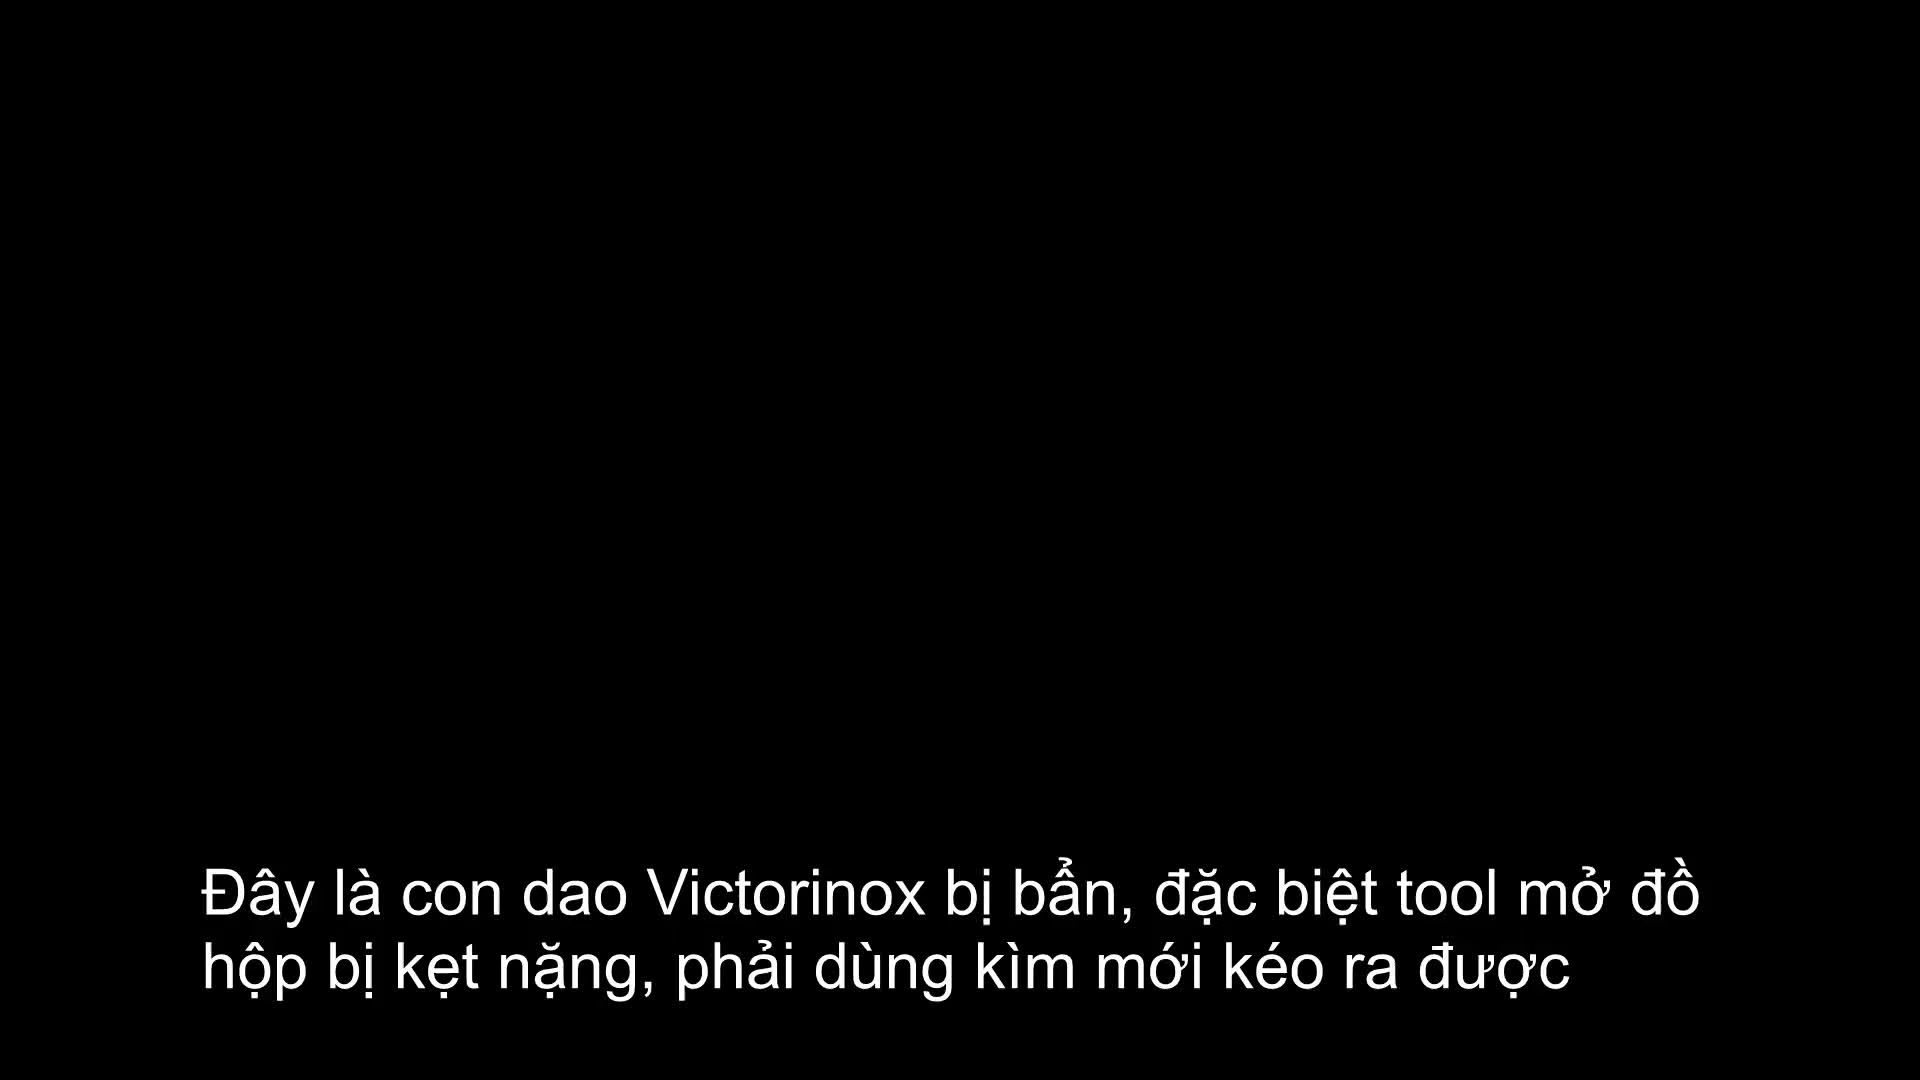 Đây là con dao Victorinox bị bẩn, đặc biệt tool mở đồ
hộp bị kẹt nặng, phải dùng kìm mới kéo ra được